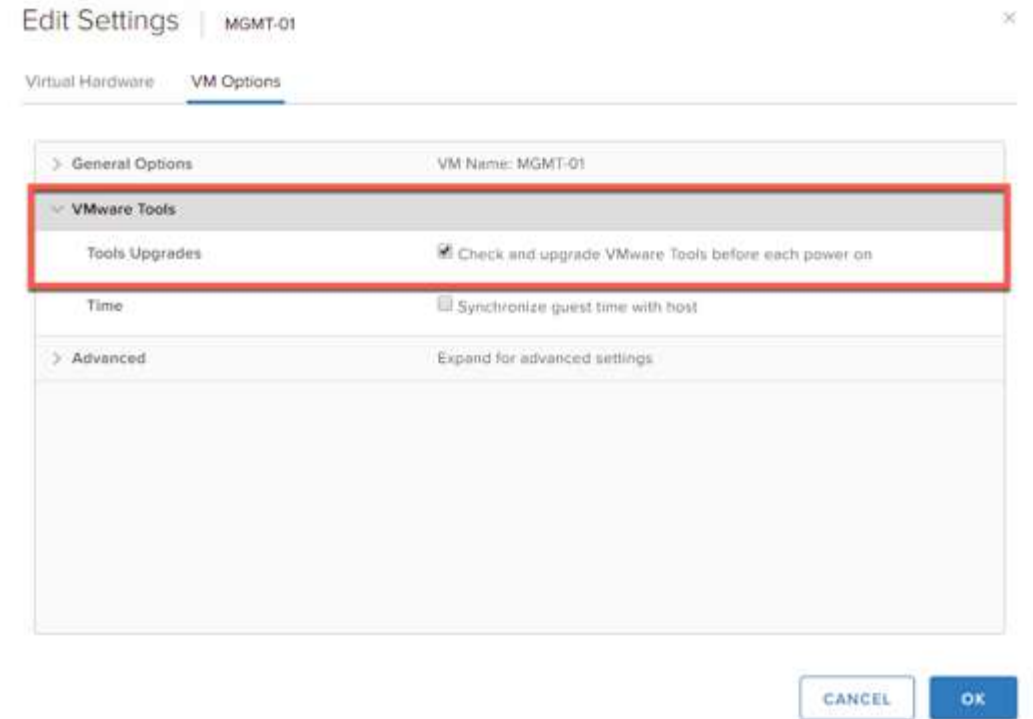 Edit Settings | MGMT-01
Virtual Hardware VM Options
General Options VM Name: MGMT-01
VMware Tools
Tools Upgrades Check and upgrade VMware Tools before each power on
Time Synchronize guest time with host
Advanced Expand for advanced settings
CANCEL OK